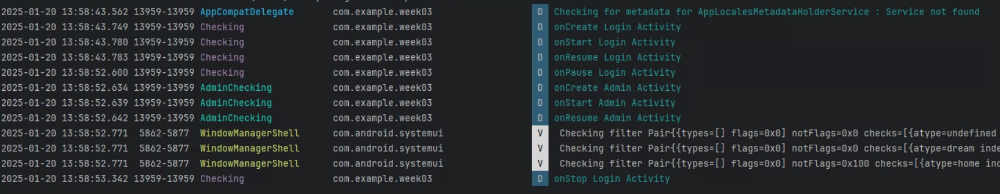 2025-01-20 13:58:43.562 13959-13959 AppCompatDelegate com.example.week03 D Checking for metadata for AppLocalesMetadataHolderService : Service not found
2025-01-20 13:58:43.749 13959-13959 Checking com.example.week03 D onCreate Login Activity
2025-01-20 13:58:43.780 13959-13959 Checking com.example.week03 D onStart Login Activity
2025-01-20 13:58:43.783 13959-13959 Checking com.example.week03 D onResume Login Activity
2025-01-20 13:58:52.600 13959-13959 Checking com.example.week03 D onPause Login Activity
2025-01-20 13:58:52.634 13959-13959 AdminChecking com.example.week03 D onCreate Admin Activity
2025-01-20 13:58:52.639 13959-13959 AdminChecking com.example.week03 D onStart Admin Activity
2025-01-20 13:58:52.642 13959-13959 AdminChecking com.example.week03 D onResume Admin Activity
2025-01-20 13:58:52.771 5862-5877 WindowManagerShell com.android.systemui V Checking filter Pair{{types=[] flags=0x0] notFlags=0x0 checks=[{atype=undefined
2025-01-20 13:58:52.771 5862-5877 WindowManagerShell com.android.systemui V Checking filter Pair{{types=[] flags=0x0] notFlags=0x0 checks=[{atype=dream inde
2025-01-20 13:58:52.771 5862-5877 WindowManagerShell com.android.systemui V Checking filter Pair{{types=[] flags=0x0] notFlags=0x100 checks=[{atype=home ind
2025-01-20 13:58:53.342 13959-13959 Checking com.example.week03 D onStop Login Activity